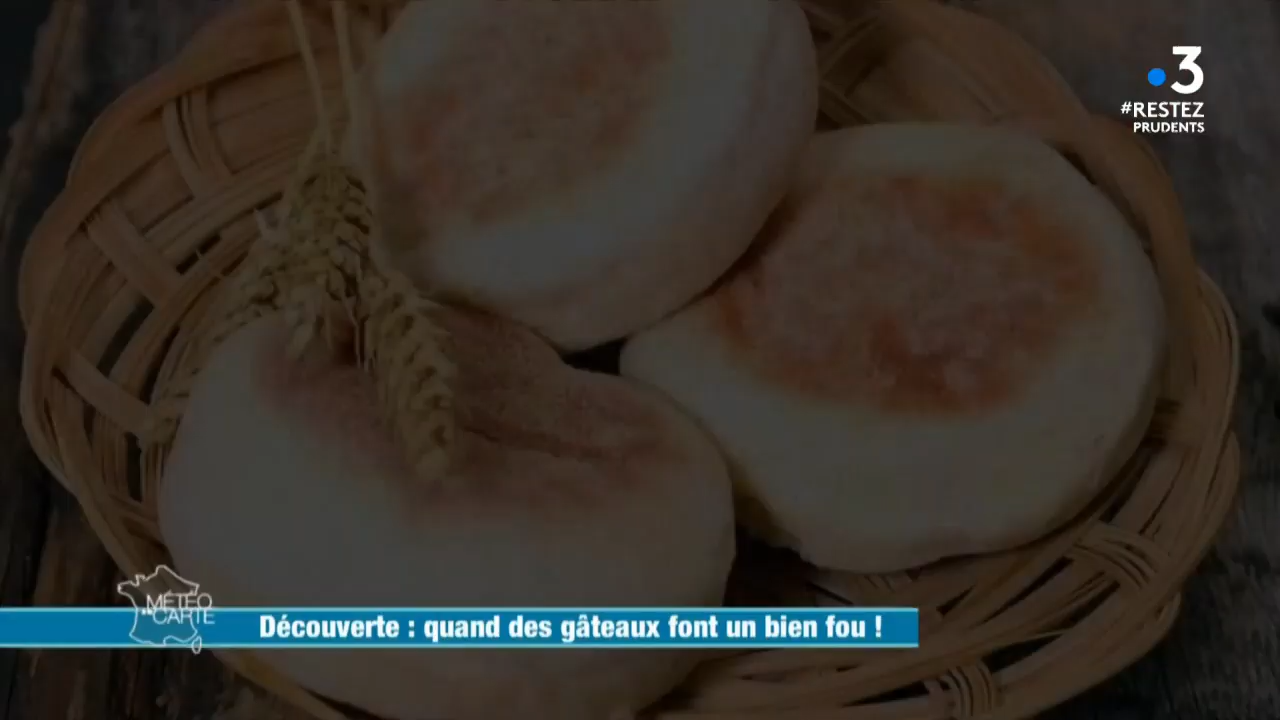 3
#RESTEZ
PRUDENTS
MÉTÉO
À LA CARTE
Découverte : quand des gâteaux font un bien fou !